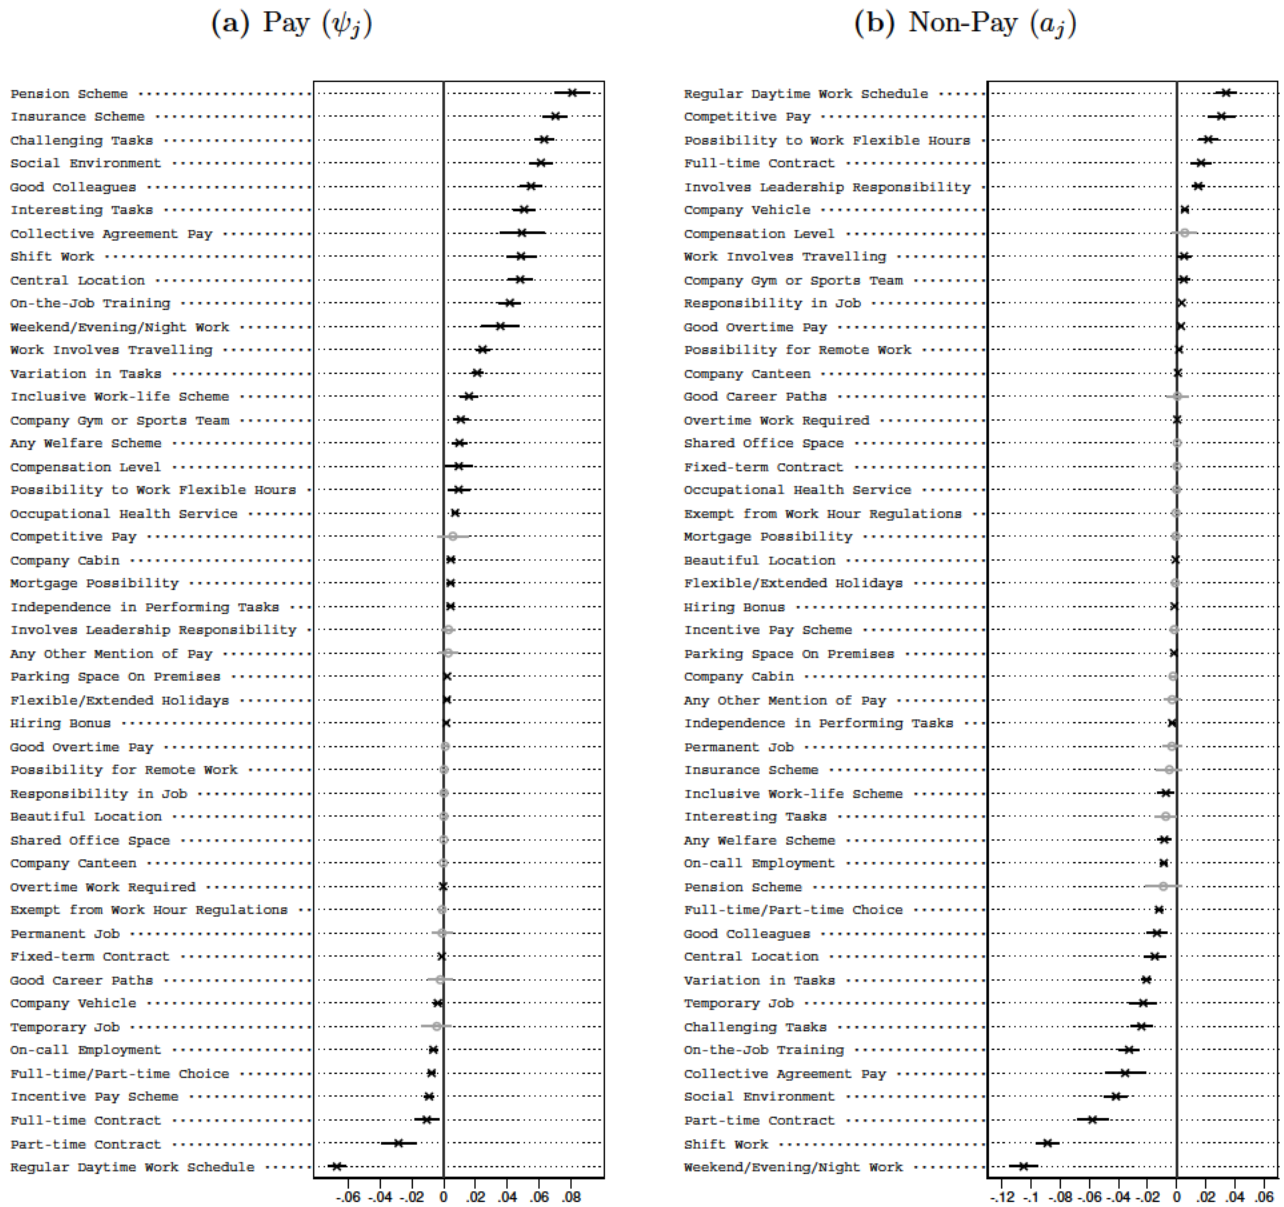 (a) Pay (ψj)
Pension Scheme
Insurance Scheme
Challenging Tasks
Social Environment
Good Colleagues
Interesting Tasks
Collective Agreement Pay
Shift Work
Central Location
On-the-Job Training
Weekend/Evening/Night Work
Work Involves Travelling
Variation in Tasks
Inclusive Work-life Scheme
Company Gym or Sports Team
Any Welfare Scheme
Compensation Level
Possibility to Work Flexible Hours
Occupational Health Service
Competitive Pay
Company Cabin
Mortgage Possibility
Independence in Performing Tasks
Involves Leadership Responsibility
Any Other Mention of Pay
Parking Space On Premises
Flexible/Extended Holidays
Hiring Bonus
Good Overtime Pay
Possibility for Remote Work
Responsibility in Job
Beautiful Location
Shared Office Space
Company Canteen
Overtime Work Required
Exempt from Work Hour Regulations
Permanent Job
Fixed-term Contract
Good Career Paths
Company Vehicle
Temporary Job
On-call Employment
Full-time/Part-time Choice
Incentive Pay Scheme
Full-time Contract
Part-time Contract
Regular Daytime Work Schedule
-.06 -.04 -.02 0 .02 .04 .06 .08
(b) Non-Pay (aj)
Regular Daytime Work Schedule
Competitive Pay
Possibility to Work Flexible Hours
Full-time Contract
Involves Leadership Responsibility
Company Vehicle
Compensation Level
Work Involves Travelling
Company Gym or Sports Team
Responsibility in Job
Good Overtime Pay
Possibility for Remote Work
Company Canteen
Good Career Paths
Overtime Work Required
Shared Office Space
Fixed-term Contract
Occupational Health Service
Exempt from Work Hour Regulations
Mortgage Possibility
Beautiful Location
Flexible/Extended Holidays
Hiring Bonus
Incentive Pay Scheme
Parking Space On Premises
Company Cabin
Any Other Mention of Pay
Independence in Performing Tasks
Permanent Job
Insurance Scheme
Inclusive Work-life Scheme
Interesting Tasks
Any Welfare Scheme
On-call Employment
Pension Scheme
Full-time/Part-time Choice
Good Colleagues
Central Location
Variation in Tasks
Temporary Job
Challenging Tasks
On-the-Job Training
Collective Agreement Pay
Social Environment
Part-time Contract
Shift Work
Weekend/Evening/Night Work
-.12 -.1 -.08 -.06 -.04 -.02 0 .02 .04 .06